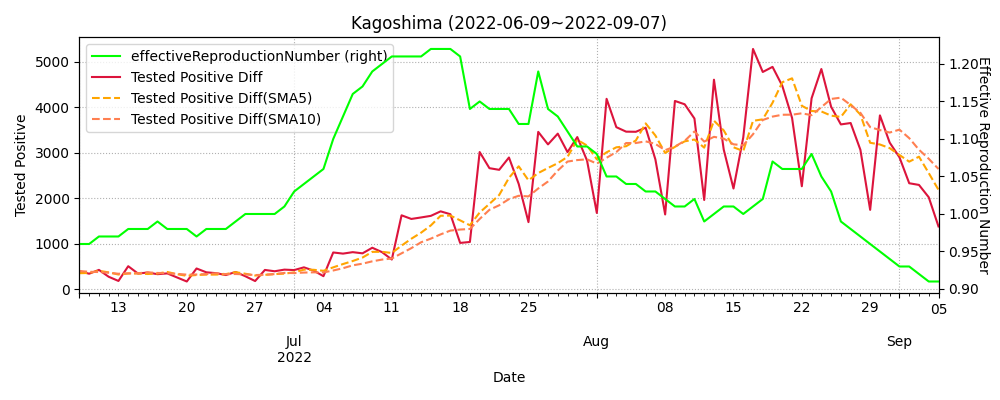 Kagoshima (2022-06-09~2022-09-07)
effectiveReproductionNumber (right)
Tested Positive Diff
Tested Positive Diff(SMA5)
Tested Positive Diff(SMA10)
Tested Positive
5000
4000
3000
2000
1000
0
1.20
1.15
1.10
1.05
1.00
0.95
0.90
Effective Reproduction Number
13 20 27 04 11 18 25 08 15 22 29 05
Jul Aug Sep
2022
Date